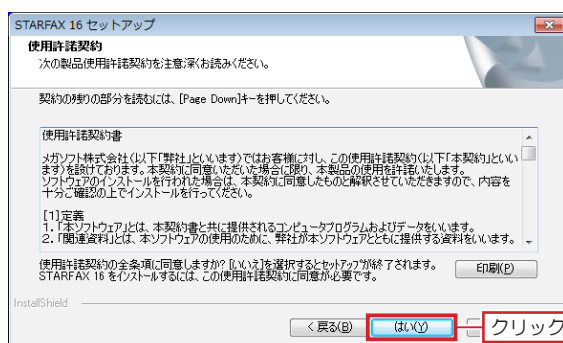 STARFAX 16 セットアップ
使用許諾契約
次の製品使用許諾契約を注意深くお読みください。
契約の残りの部分を読むには、[Page Down]キーを押してください。
使用許諾契約書
メガソフト株式会社(以下「弊社」といいます)ではお客様に対し、この使用許諾契約(以下「本契約」といい
ます)を設けております。本契約に同意いただいた場合に限り、本製品の使用を許諾いたします。
ソフトウェアのインストールを行われた場合は、本契約に同意したものと解釈させていただきますので、内容を
十分ご確認の上でインストールを行ってください。
[1]定義
1.「本ソフトウェア」とは、本契約書と共に提供されるコンピュータプログラムおよびデータをいいます。
2.「関連資料」とは、本ソフトウェアの使用のために、弊社が本ソフトウェアとともに提供する資料をいいます。
使用許諾契約の全条項に同意しますか? [いいえ]を選択するとセットアップが終了されます。
STARFAX 16 をインストールするには、この使用許諾契約に同意が必要です。
印刷(P)
InstallShield
< 戻る(B)
はい(Y)
クリック